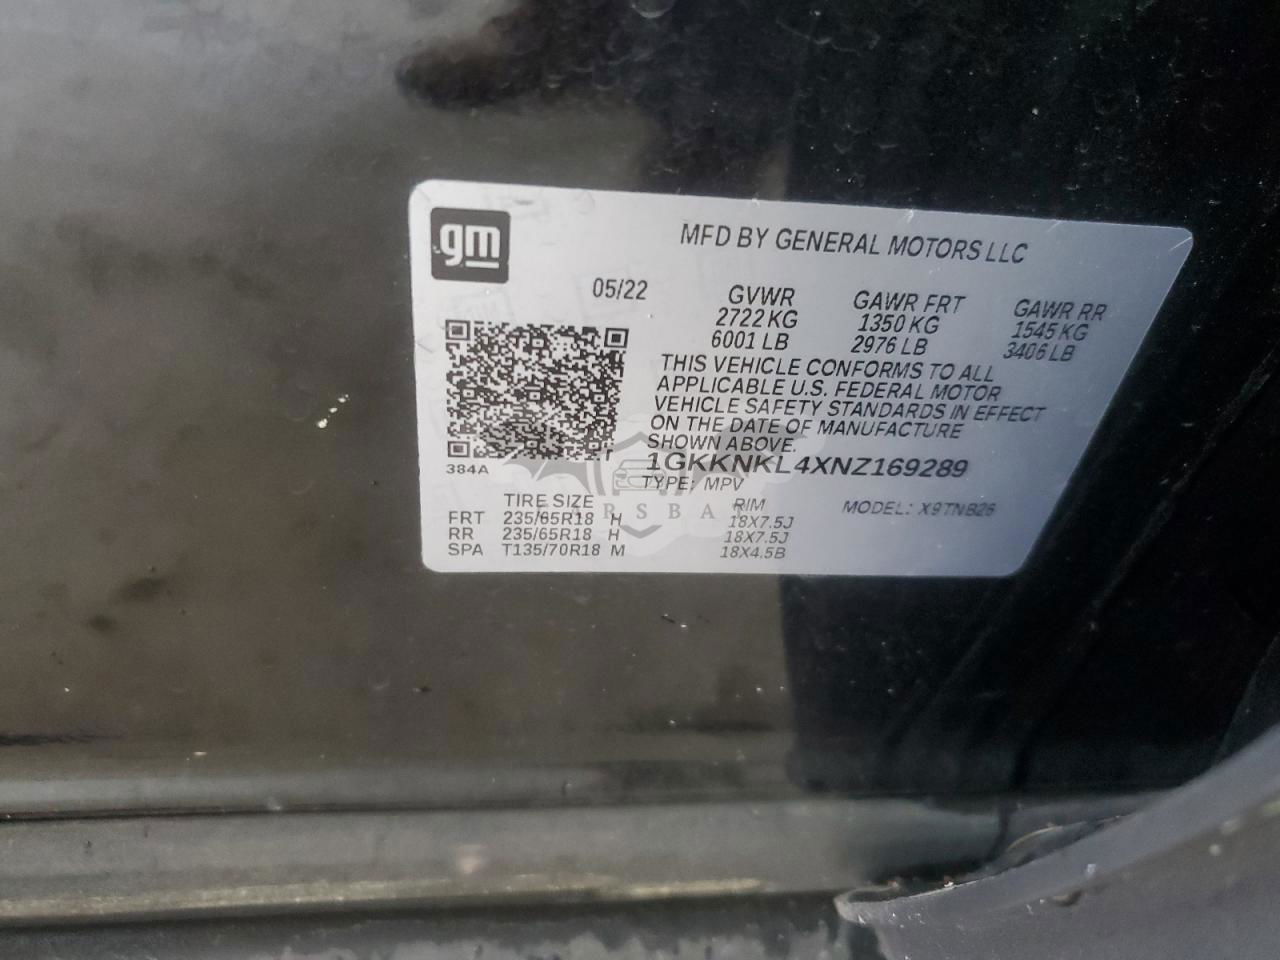 gm
MFD BY GENERAL MOTORS LLC
05/22
GVWR
2722 KG
6001 LB
GAWR FRT
1350 KG
2976 LB
GAWR RR
1545 KG
3406 LB
THIS VEHICLE CONFORMS TO ALL
APPLICABLE U.S. FEDERAL MOTOR
VEHICLE SAFETY STANDARDS IN EFFECT
ON THE DATE OF MANUFACTURE
SHOWN ABOVE.
384A
1GKKNKL4XNZ169289
TYPE: MPV
MODEL: X9TNB26
TIRE SIZE RIM
FRT 235/65R18 H 18X7.5J
RR 235/65R18 H 18X7.5J
SPA T135/70R18 M 18X4.5B